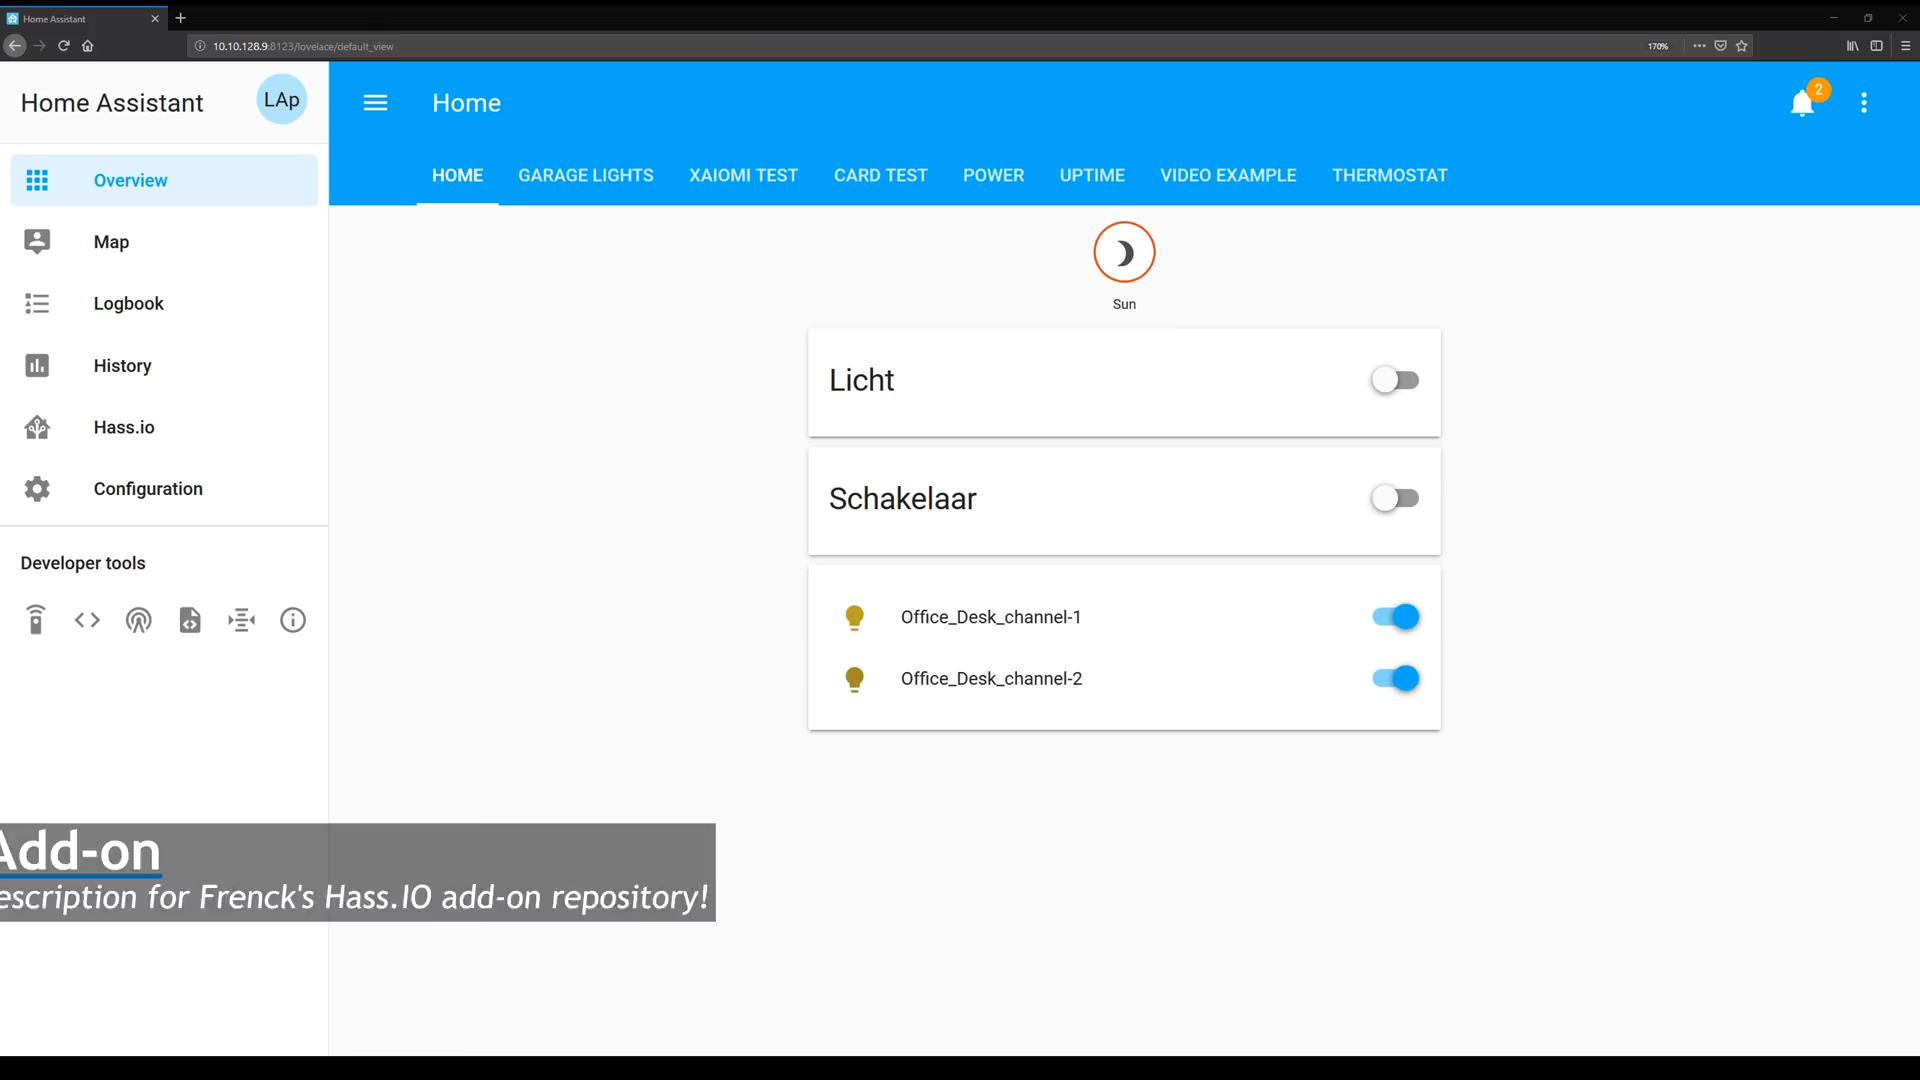 Home Assistant
10.10.128.9:8123/lovelace/default_view
170%
Home Assistant
LAp
Home
2
HOME
GARAGE LIGHTS
XAIOMI TEST
CARD TEST
POWER
UPTIME
VIDEO EXAMPLE
THERMOSTAT
Overview
Map
Logbook
History
Hass.io
Configuration
Developer tools
Sun
Licht
Schakelaar
Office_Desk_channel-1
Office_Desk_channel-2
Add-on
escription for Frenck's Hass.IO add-on repository!